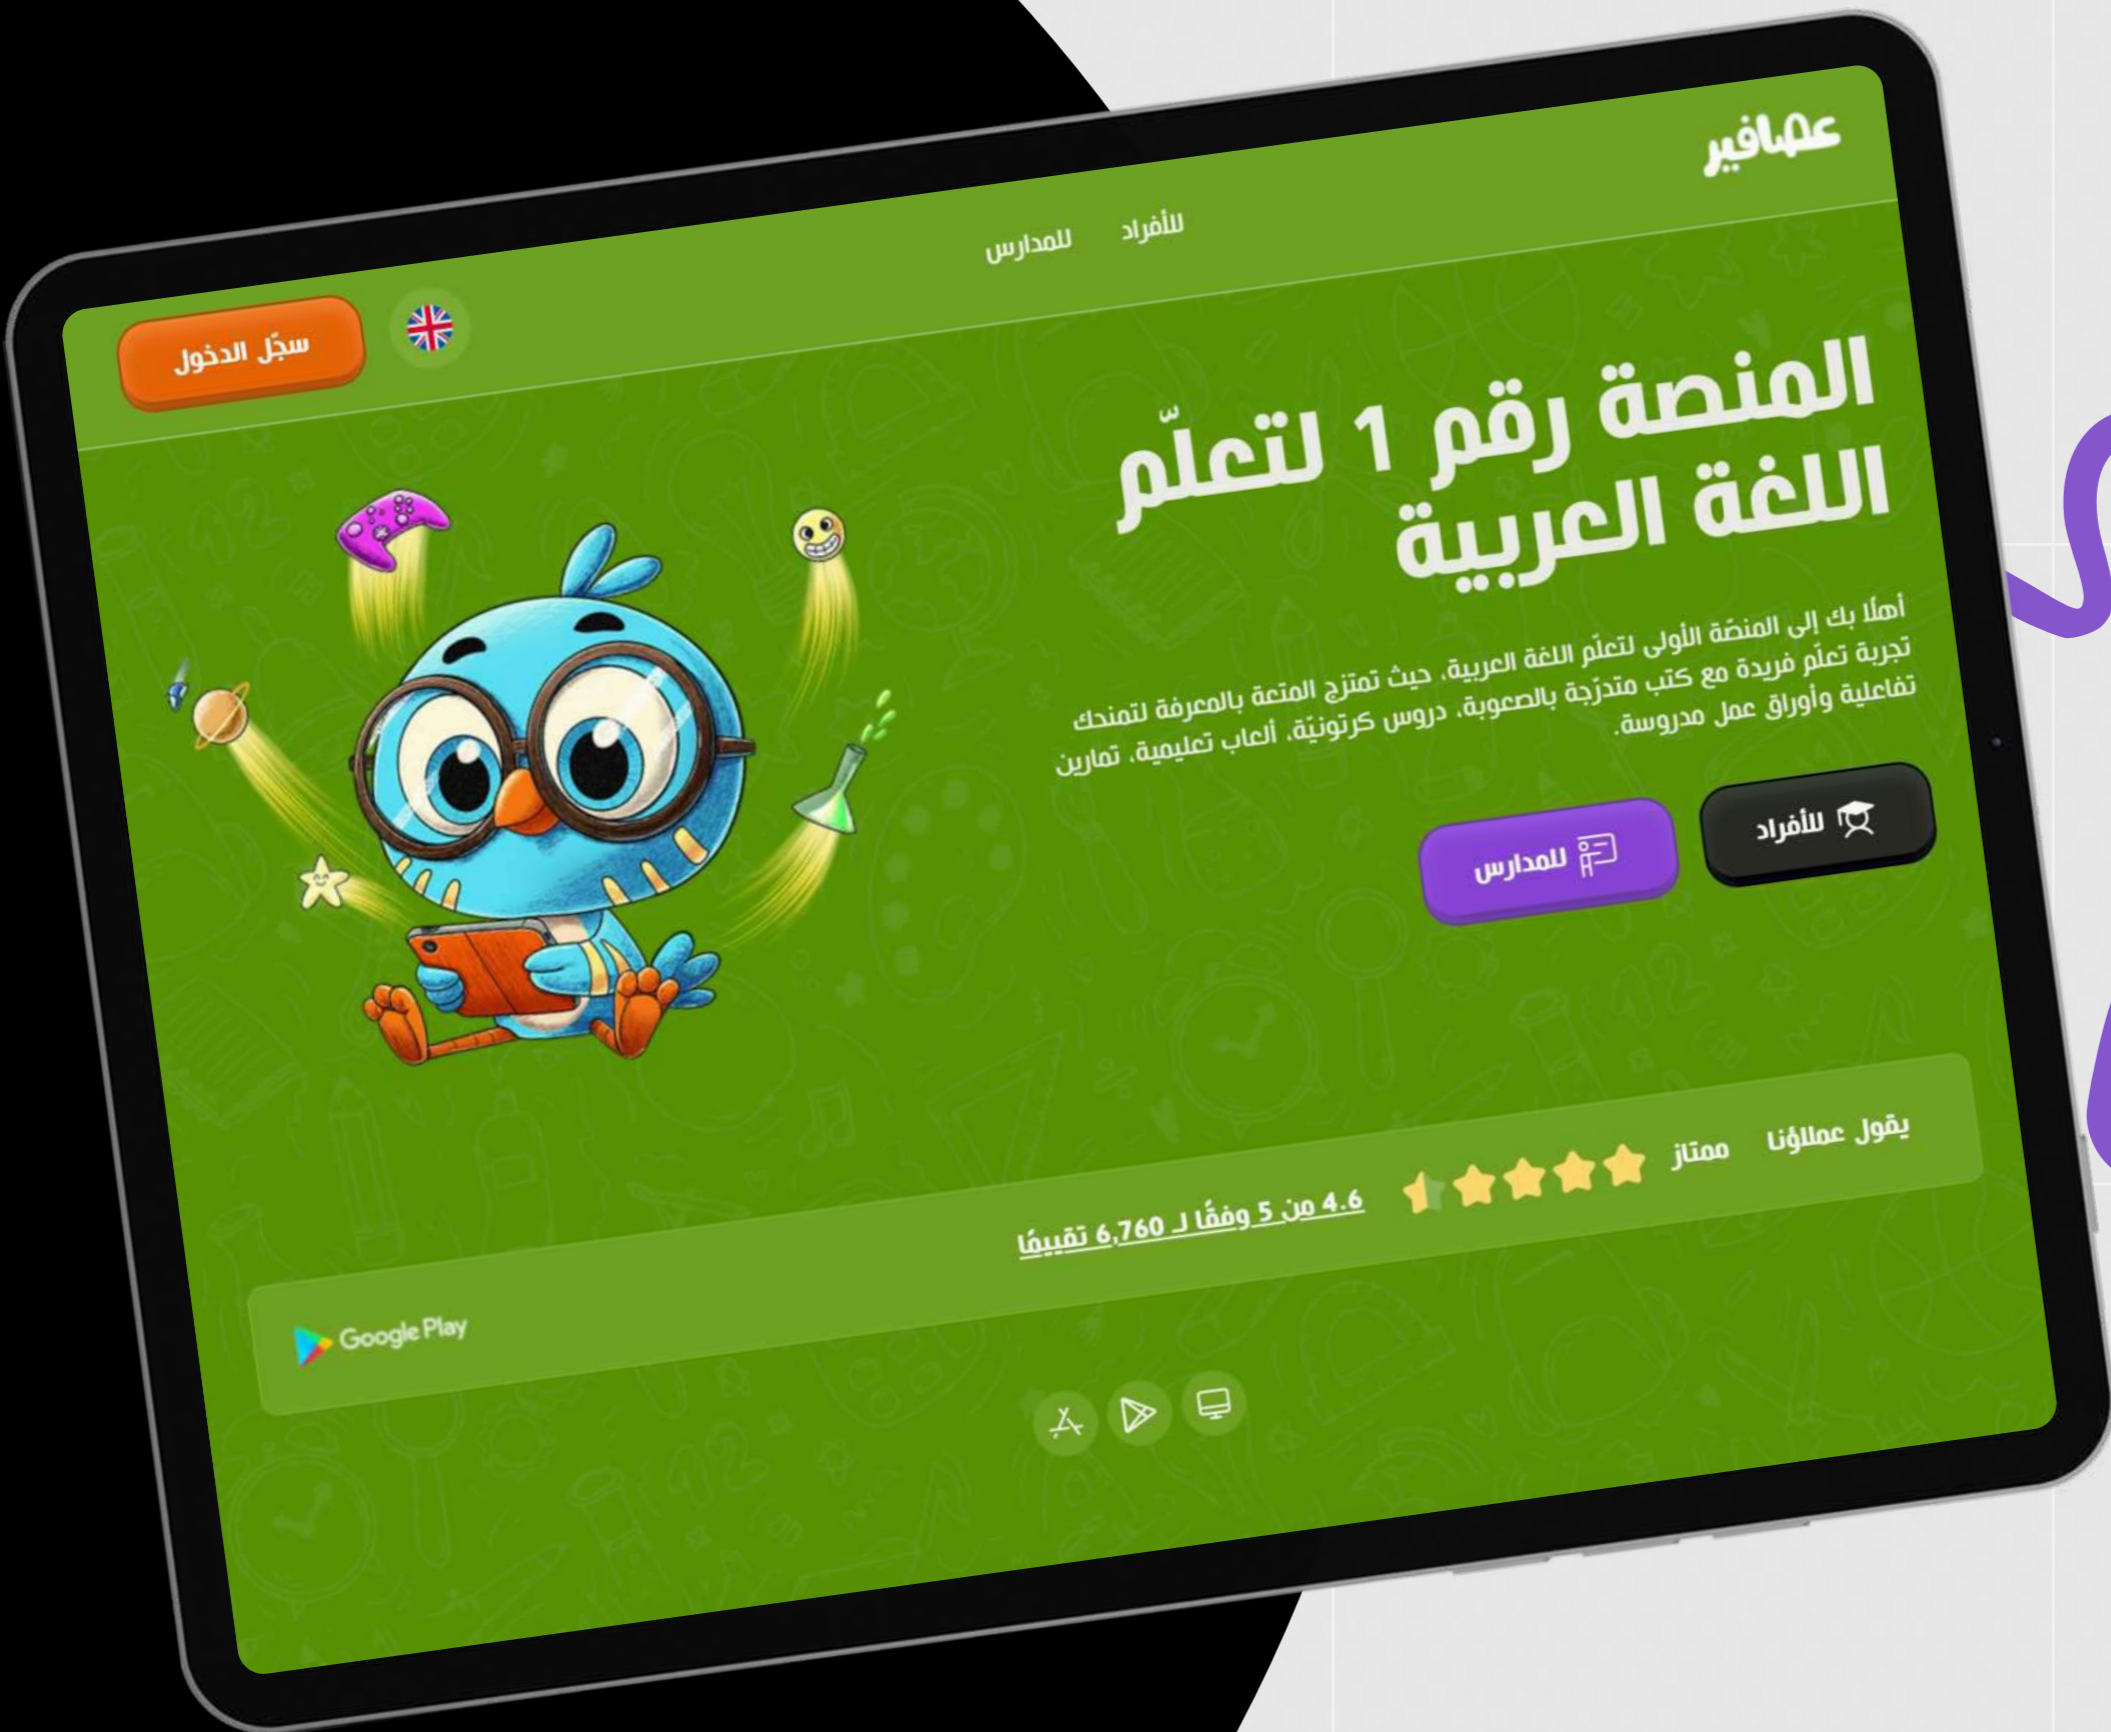 عصافير
للأفراد
للمدارس
سجّل الدخول
المنصة رقم 1 لتعلّم
اللغة العربية
أهلًا بك إلى المنصّة الأولى لتعلّم اللغة العربية، حيث تمتزج المتعة بالمعرفة لتمنحك
تجربة تعلّم فريدة مع كتب متدرّجة بالصعوبة، دروس كرتونيّة، ألعاب تعليمية، تمارين
تفاعلية وأوراق عمل مدروسة.
للأفراد
للمدارس
يقول عملاؤنا ممتاز 4.6 من 5 وفقًا لـ 6,760 تقييمًا
Google Play